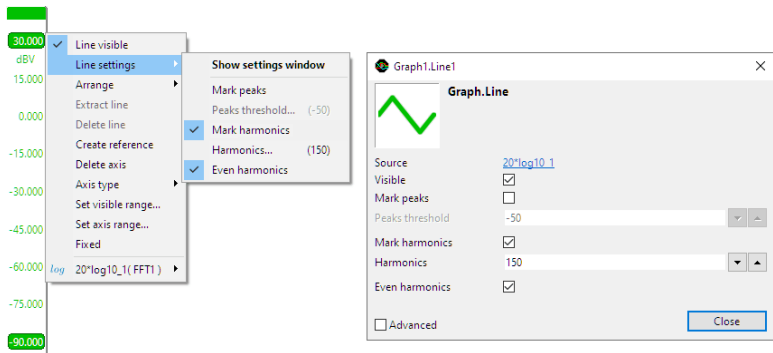 30.000
dBV
15.000
0.000
-15.000
-30.000
-45.000
-60.000
-75.000
-90.000
Line visible
Line settings
Arrange
Extract line
Delete line
Create reference
Delete axis
Axis type
Set visible range...
Set axis range...
Fixed
log 20*log10_1( FFT1 )
Show settings window
Mark peaks
Peaks threshold... (-50)
Mark harmonics
Harmonics... (150)
Even harmonics
Graph1.Line1
Graph.Line
Source 20*log10_1
Visible
Mark peaks
Peaks threshold -50
Mark harmonics
Harmonics 150
Even harmonics
Advanced
Close